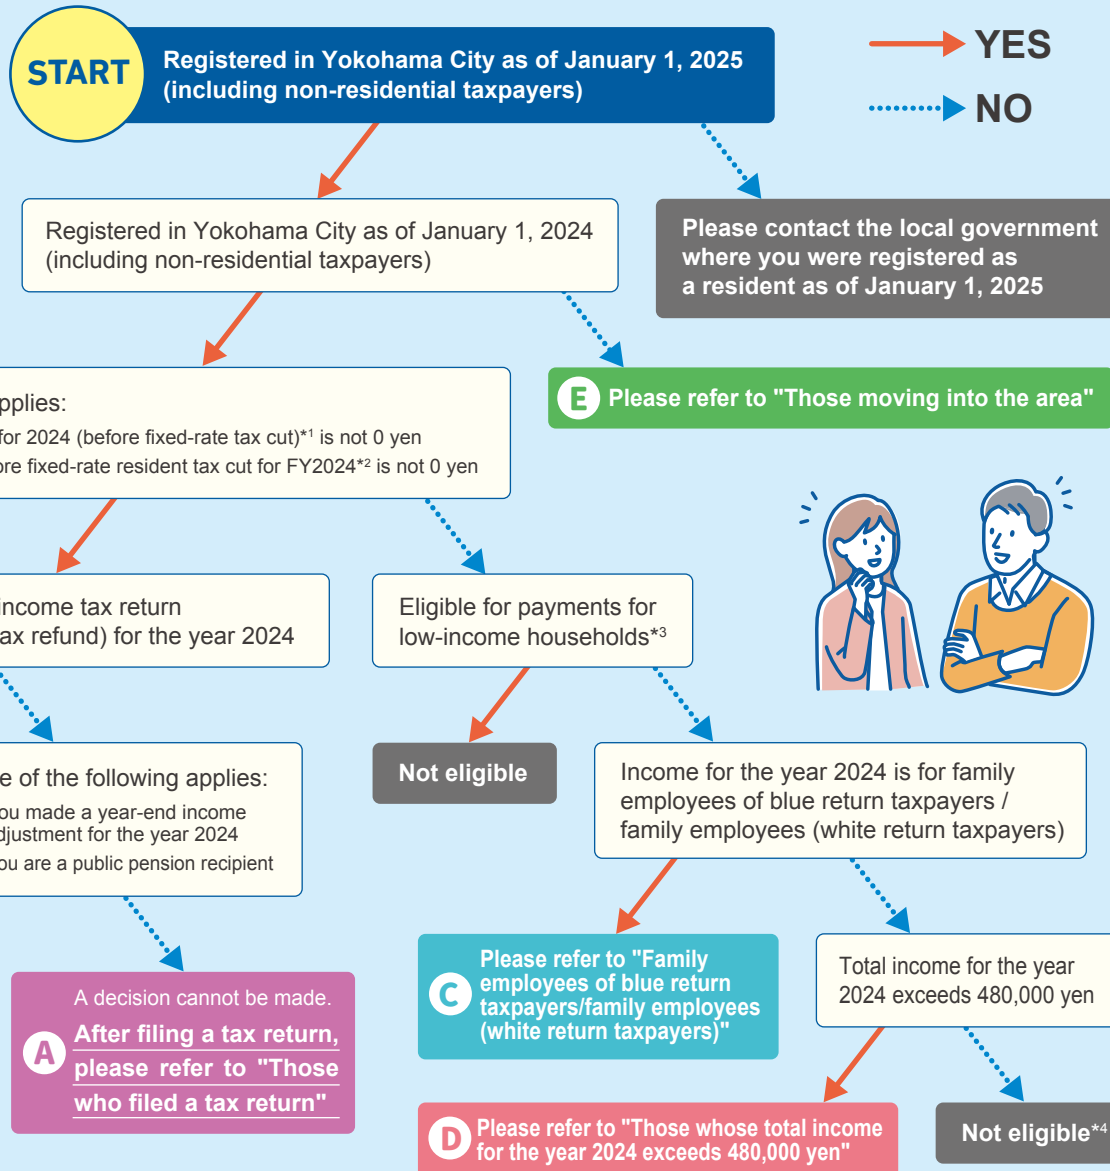 START
Registered in Yokohama City as of January 1, 2025
(including non-residential taxpayers)
YES
NO
Registered in Yokohama City as of January 1, 2024
(including non-residential taxpayers)
Please contact the local government
where you were registered as
a resident as of January 1, 2025
pplies:
for 2024 (before fixed-rate tax cut)*1 is not 0 yen
ore fixed-rate resident tax cut for FY2024*2 is not 0 yen
E Please refer to "Those moving into the area"
income tax return
tax refund) for the year 2024
Eligible for payments for
low-income households*3
e of the following applies:
ou made a year-end income
djustment for the year 2024
ou are a public pension recipient
Not eligible
Income for the year 2024 is for family
employees of blue return taxpayers /
family employees (white return taxpayers)
A decision cannot be made.
A After filing a tax return,
please refer to "Those
who filed a tax return"
C Please refer to "Family
employees of blue return
taxpayers/family employees
(white return taxpayers)"
Total income for the year
2024 exceeds 480,000 yen
D Please refer to "Those whose total income
for the year 2024 exceeds 480,000 yen"
Not eligible*4